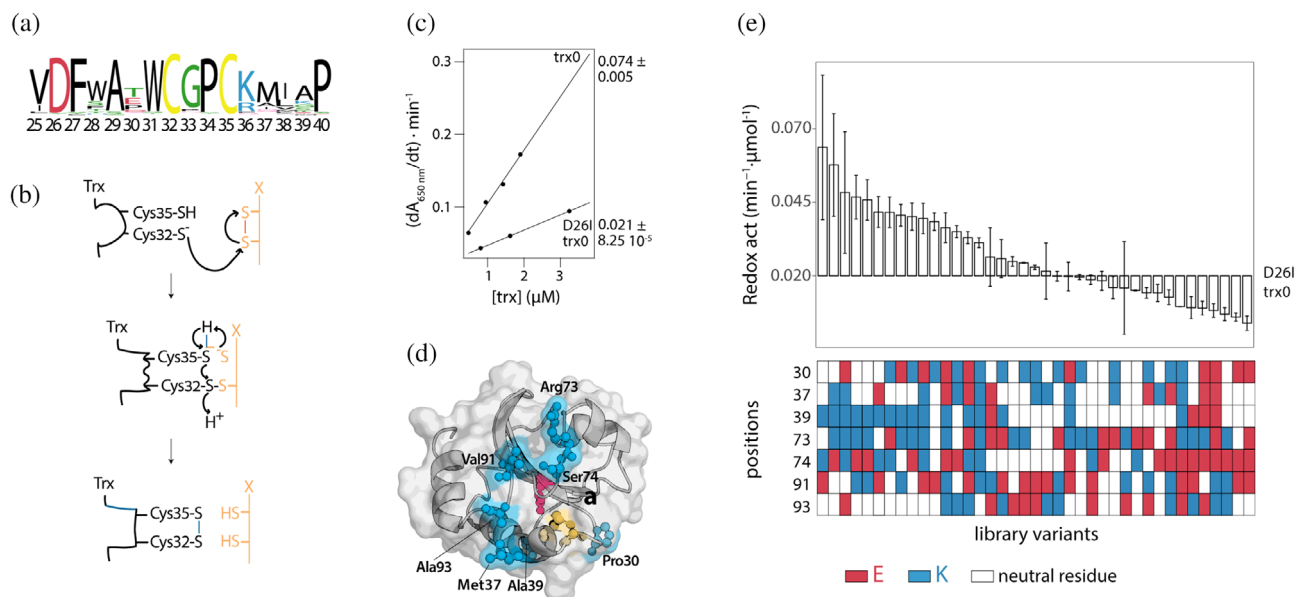 (a)
VDFWATWCGPCKMIAP
25 26 27 28 29 30 31 32 33 34 35 36 37 38 39 40
(b)
Trx
X
Cys35-SH
Cys32-S-
S
S
Trx
H
X
Cys35-S
-S
Cys32-S-S
H+
X
Cys35-S
HS
Cys32-S
HS
(c)
(dA650 nm/dt) · min-1
0.3
0.2
0.1
trx0
0.074 ±
0.005
D26I
trx0
0.021 ±
8.25 10-5
1 2 3
[trx] (µM)
(d)
Arg73
Val91
Ser74
a
Ala93
Met37
Ala39
Pro30
(e)
Redox act (min-1·µmol-1)
0.070
0.045
0.020
D26I
trx0
positions
30
37
39
73
74
91
93
library variants
E K neutral residue